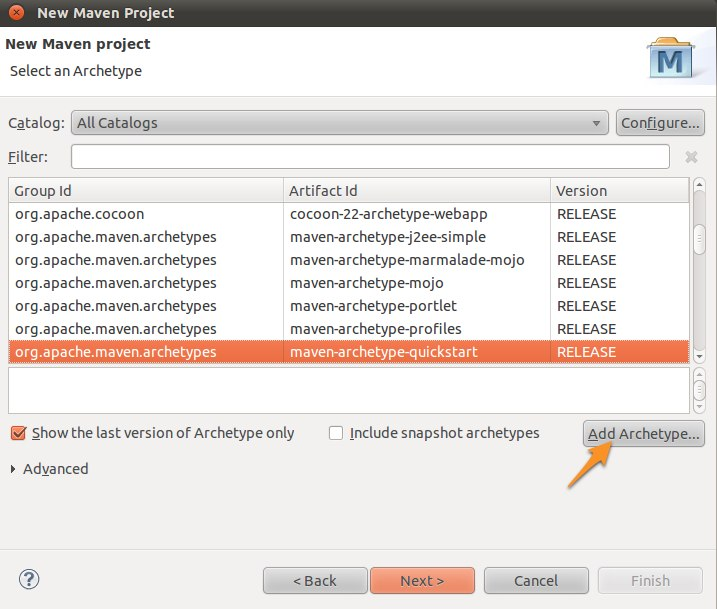 New Maven Project
New Maven project
M
Select an Archetype
Catalog: All Catalogs Configure...
Filter:
Group Id Artifact Id Version
org.apache.cocoon cocoon-22-archetype-webapp RELEASE
org.apache.maven.archetypes maven-archetype-j2ee-simple RELEASE
org.apache.maven.archetypes maven-archetype-marmalade-mojo RELEASE
org.apache.maven.archetypes maven-archetype-mojo RELEASE
org.apache.maven.archetypes maven-archetype-portlet RELEASE
org.apache.maven.archetypes maven-archetype-profiles RELEASE
org.apache.maven.archetypes maven-archetype-quickstart RELEASE
Show the last version of Archetype only Include snapshot archetypes Add Archetype...
Advanced
? < Back Next > Cancel Finish